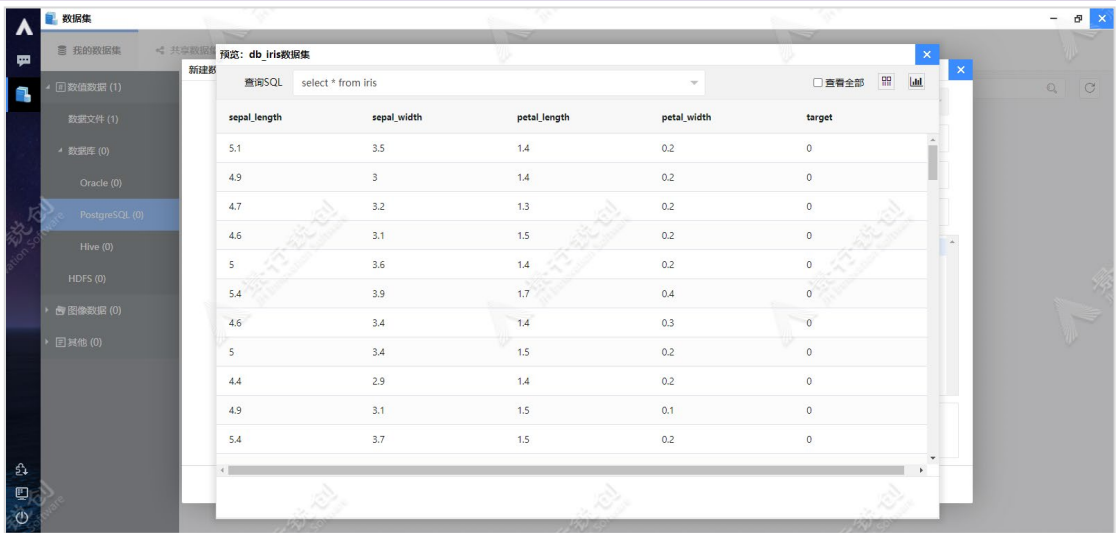 数据集
我的数据集 共享数据集
预览：db_iris数据集
新建数
查询SQL select * from iris 查看全部
数值数据 (1)
数据文件 (1)
数据库 (0)
Oracle (0)
PostgreSQL (0)
Hive (0)
HDFS (0)
图像数据 (0)
其他 (0)
sepal_length sepal_width petal_length petal_width target
5.1 3.5 1.4 0.2 0
4.9 3 1.4 0.2 0
4.7 3.2 1.3 0.2 0
4.6 3.1 1.5 0.2 0
5 3.6 1.4 0.2 0
5.4 3.9 1.7 0.4 0
4.6 3.4 1.4 0.3 0
5 3.4 1.5 0.2 0
4.4 2.9 1.4 0.2 0
4.9 3.1 1.5 0.1 0
5.4 3.7 1.5 0.2 0
景行锐创